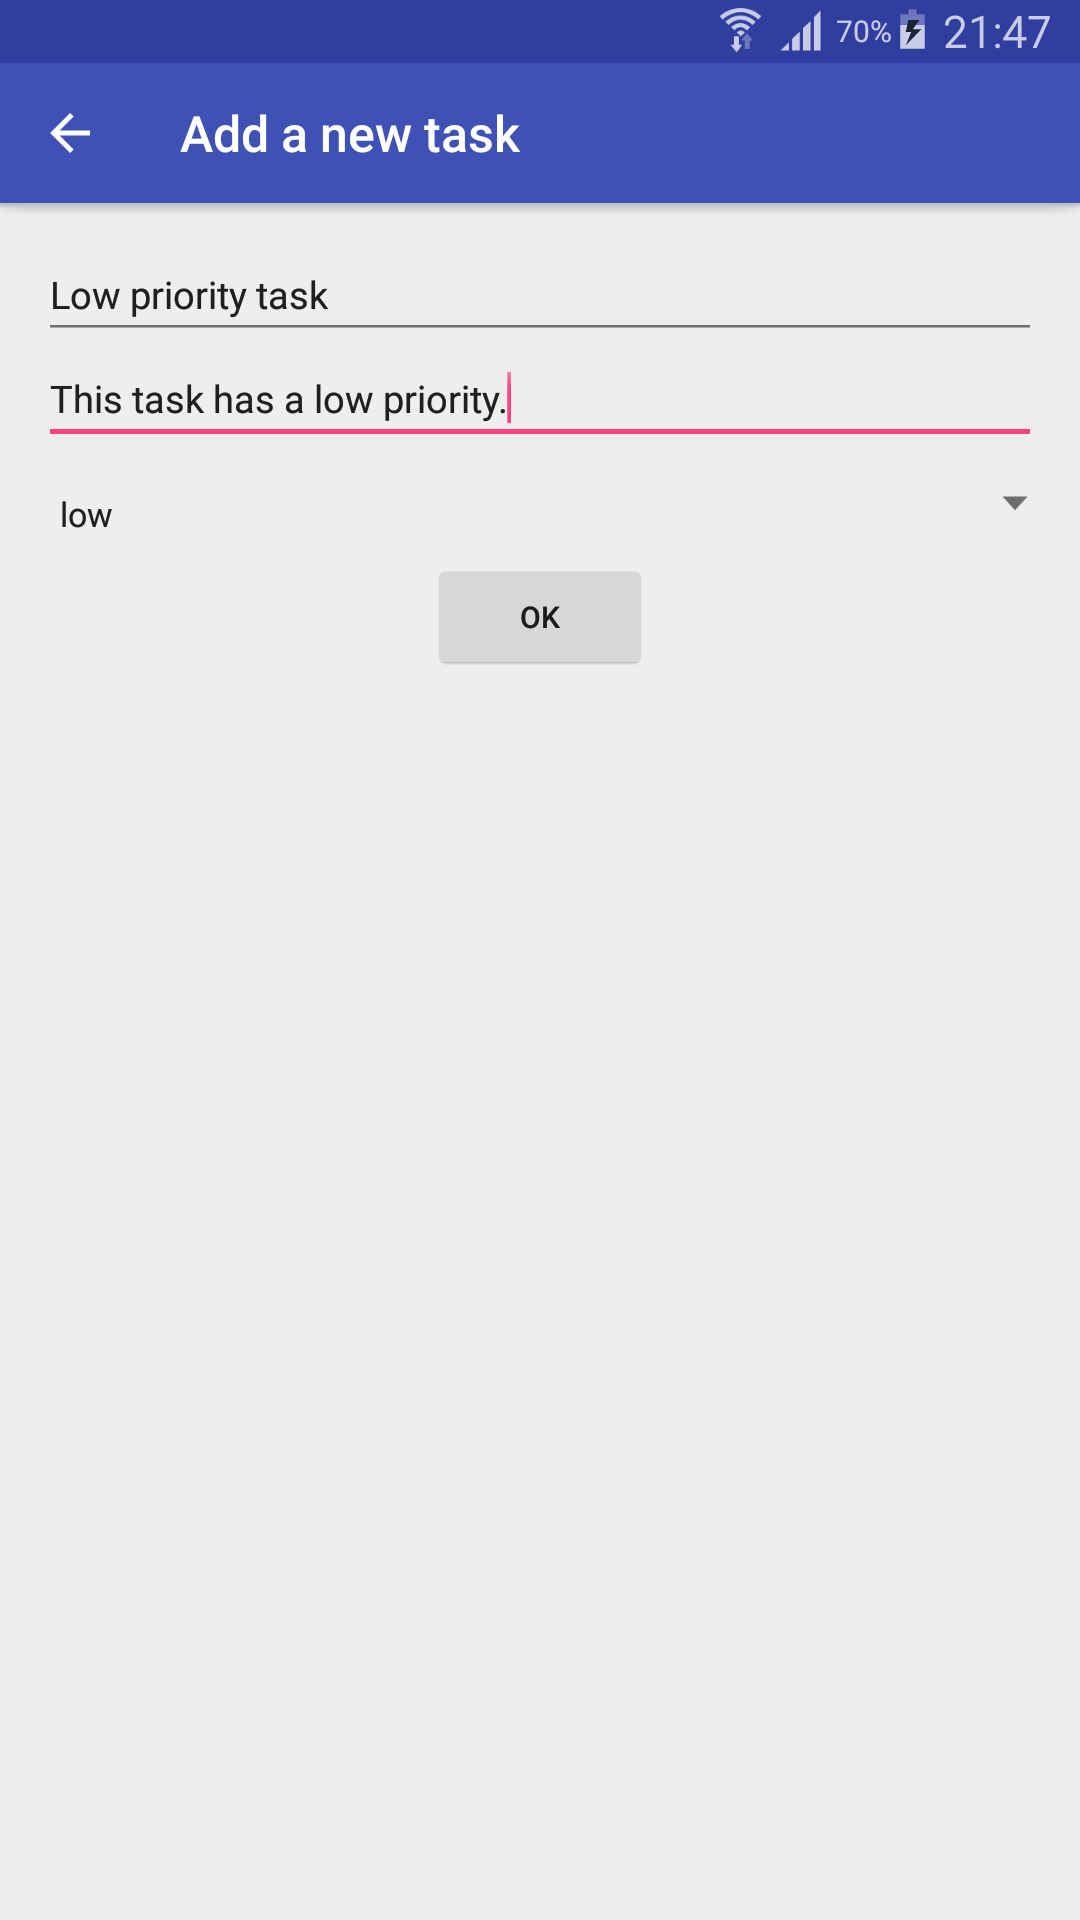 70% 21:47
Add a new task
Low priority task
This task has a low priority.
low
OK